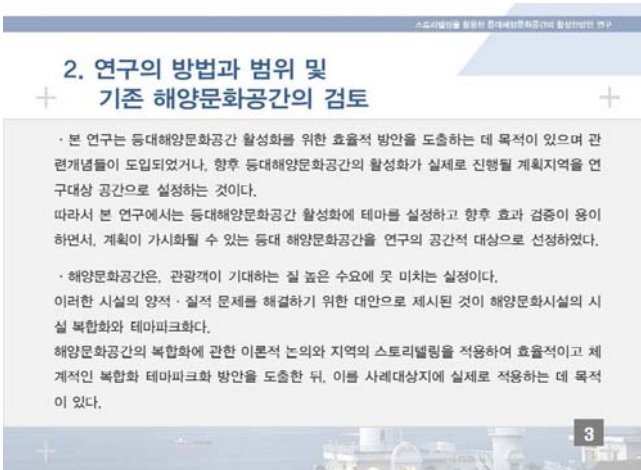 스토리텔링을 활용한 등대해양문화공간의 활성화방안 연구
2. 연구의 방법과 범위 및
기존 해양문화공간의 검토
· 본 연구는 등대해양문화공간 활성화를 위한 효율적 방안을 도출하는 데 목적이 있으며 관
련개념들이 도입되었거나, 향후 등대해양문화공간의 활성화가 실제로 진행될 계획지역을 연
구대상 공간으로 설정하는 것이다.
따라서 본 연구에서는 등대해양문화공간 활성화에 테마를 설정하고 향후 효과 검증이 용이
하면서, 계획이 가시화될 수 있는 등대 해양문화공간을 연구의 공간적 대상으로 선정하였다.
· 해양문화공간은, 관광객이 기대하는 질 높은 수요에 못 미치는 실정이다.
이러한 시설의 양적 · 질적 문제를 해결하기 위한 대안으로 제시된 것이 해양문화시설의 시
설 복합화와 테마파크화다.
해양문화공간의 복합화에 관한 이론적 논의와 지역의 스토리텔링을 적용하여 효율적이고 체
계적인 복합화 테마파크화 방안을 도출한 뒤, 이를 사례대상지에 실제로 적용하는 데 목적
이 있다.
3